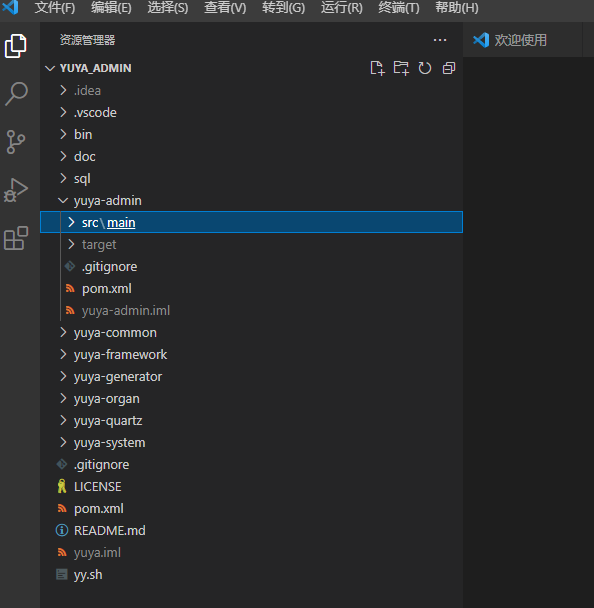 文件(F) 编辑(E) 选择(S) 查看(V) 转到(G) 运行(R) 终端(T) 帮助(H)
资源管理器
欢迎使用
YUYA_ADMIN
.idea
.vscode
bin
doc
sql
yuya-admin
src\main
target
.gitignore
pom.xml
yuya-admin.iml
yuya-common
yuya-framework
yuya-generator
yuya-organ
yuya-quartz
yuya-system
.gitignore
LICENSE
pom.xml
README.md
yuya.iml
yy.sh